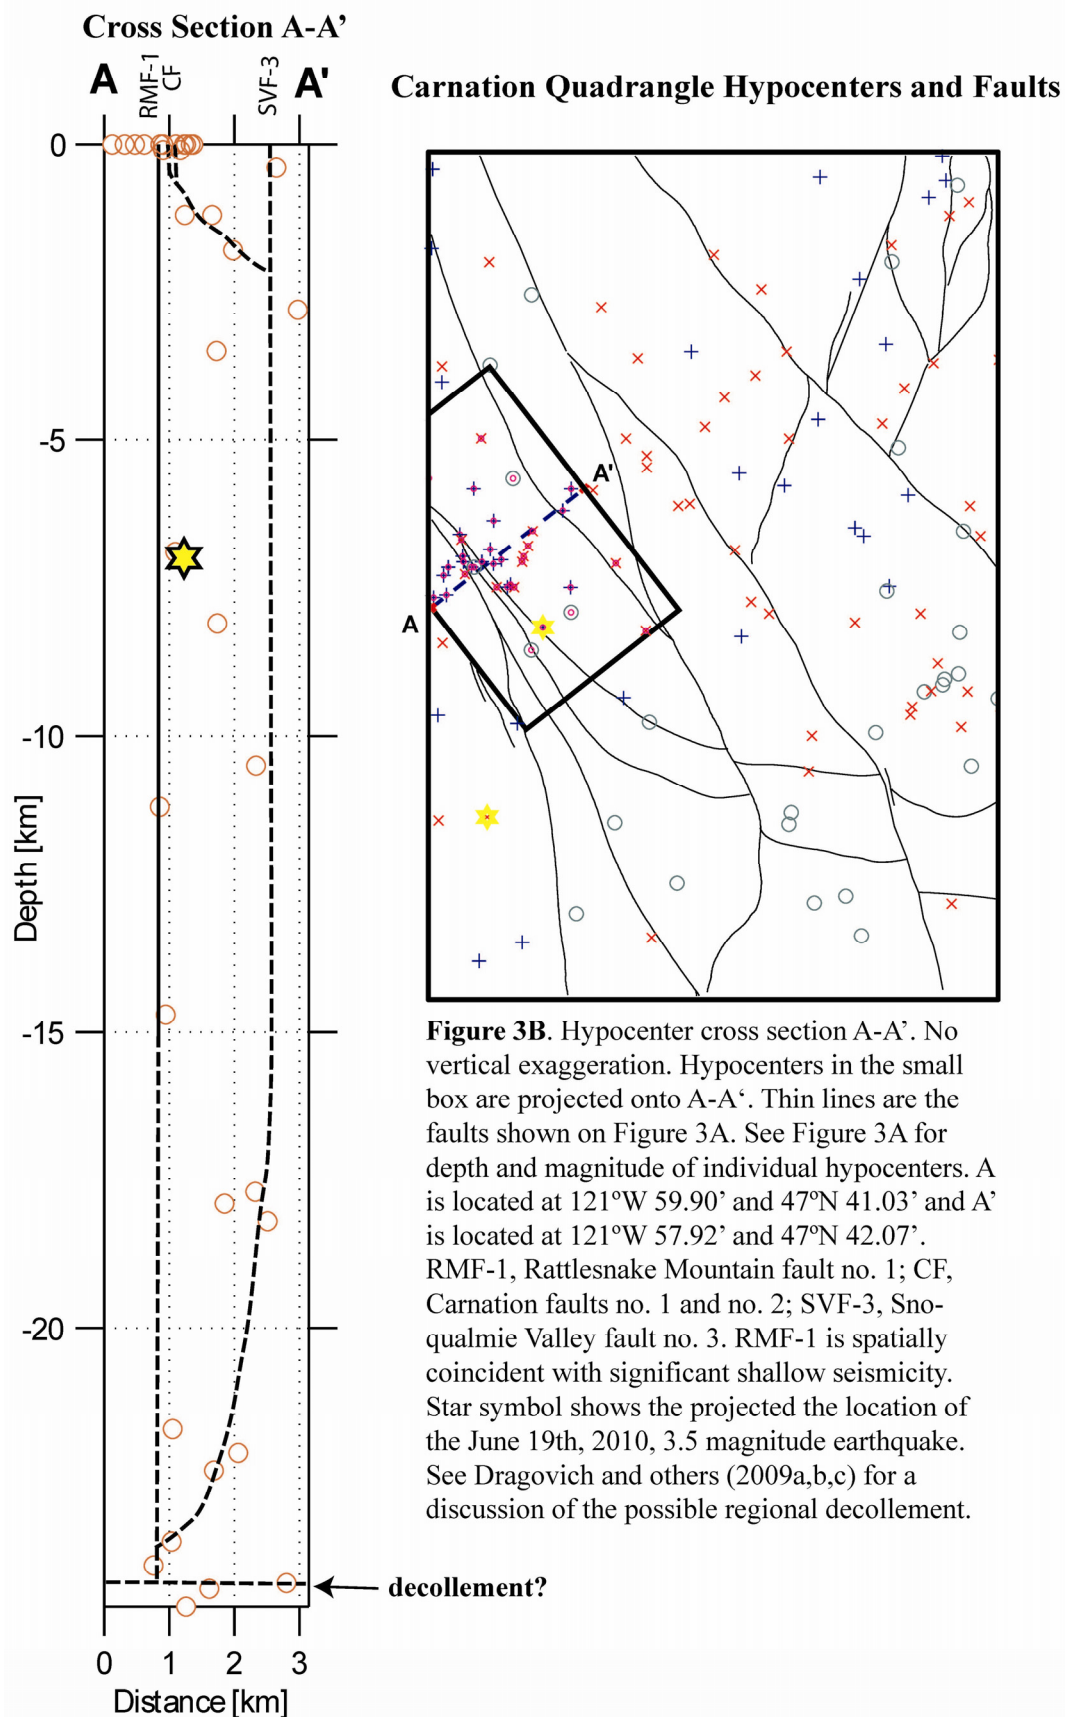 Cross Section A-A’
A
RMF-1
CF
SVF-3
A'
0
-5
-10
-15
-20
Depth [km]
0 1 2 3
Distance [km]
decollement?
Carnation Quadrangle Hypocenters and Faults
A'
A
Figure 3B. Hypocenter cross section A-A’. No
vertical exaggeration. Hypocenters in the small
box are projected onto A-A‘. Thin lines are the
faults shown on Figure 3A. See Figure 3A for
depth and magnitude of individual hypocenters. A
is located at 121ºW 59.90’ and 47ºN 41.03’ and A’
is located at 121ºW 57.92’ and 47ºN 42.07’.
RMF-1, Rattlesnake Mountain fault no. 1; CF,
Carnation faults no. 1 and no. 2; SVF-3, Sno-
qualmie Valley fault no. 3. RMF-1 is spatially
coincident with significant shallow seismicity.
Star symbol shows the projected the location of
the June 19th, 2010, 3.5 magnitude earthquake.
See Dragovich and others (2009a,b,c) for a
discussion of the possible regional decollement.